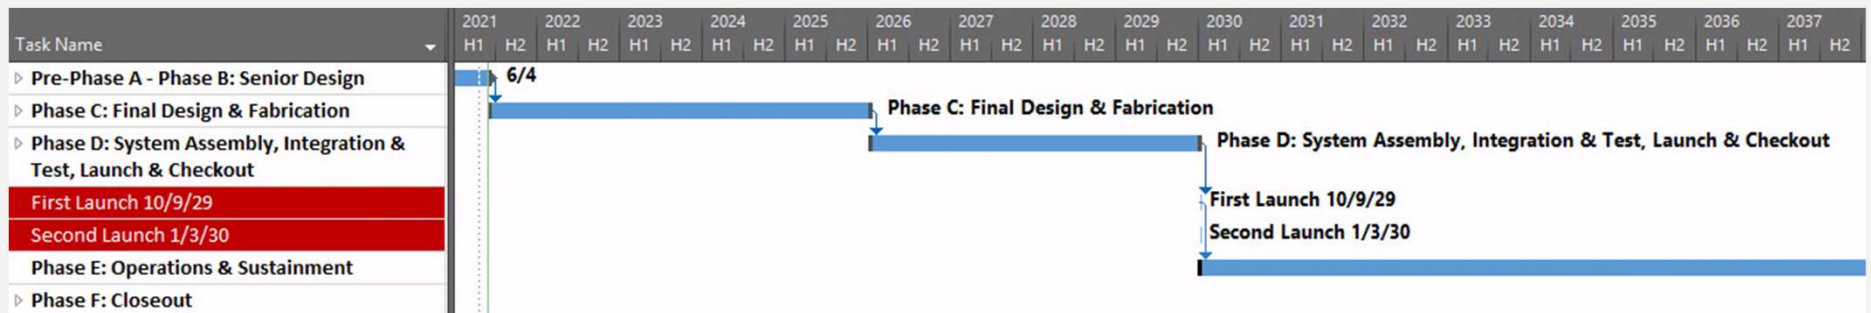 2021 2022 2023 2024 2025 2026 2027 2028 2029 2030 2031 2032 2033 2034 2035 2036 2037
Task Name H1 H2 H1 H2 H1 H2 H1 H2 H1 H2 H1 H2 H1 H2 H1 H2 H1 H2 H1 H2 H1 H2 H1 H2 H1 H2 H1 H2 H1 H2 H1 H2 H1 H2
Pre-Phase A - Phase B: Senior Design 6/4
Phase C: Final Design & Fabrication Phase C: Final Design & Fabrication
Phase D: System Assembly, Integration & Phase D: System Assembly, Integration & Test, Launch & Checkout
Test, Launch & Checkout
First Launch 10/9/29 First Launch 10/9/29
Second Launch 1/3/30 Second Launch 1/3/30
Phase E: Operations & Sustainment
Phase F: Closeout